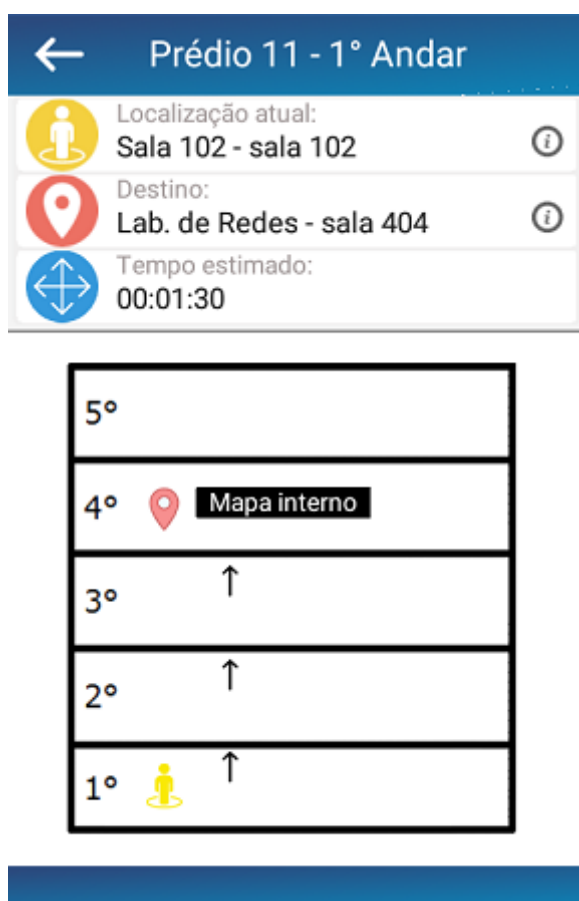 Prédio 11 - 1° Andar
Localização atual:
Sala 102 - sala 102
Destino:
Lab. de Redes - sala 404
Tempo estimado:
00:01:30
5°
4° Mapa interno
3°
2°
1°